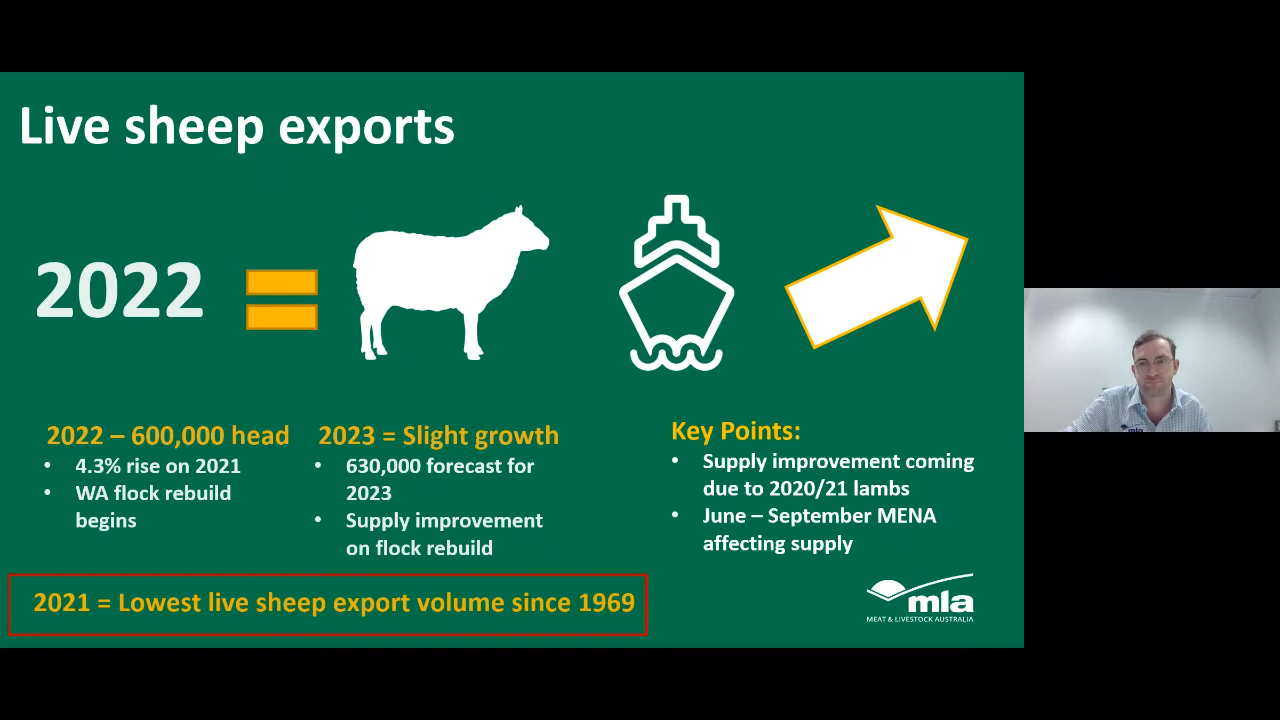 Live sheep exports
2022
2022 – 600,000 head
• 4.3% rise on 2021
• WA flock rebuild
begins
2023 = Slight growth
• 630,000 forecast for
2023
• Supply improvement
on flock rebuild
Key Points:
• Supply improvement coming
due to 2020/21 lambs
• June – September MENA
affecting supply
2021 = Lowest live sheep export volume since 1969
mla
MEAT & LIVESTOCK AUSTRALIA
mla